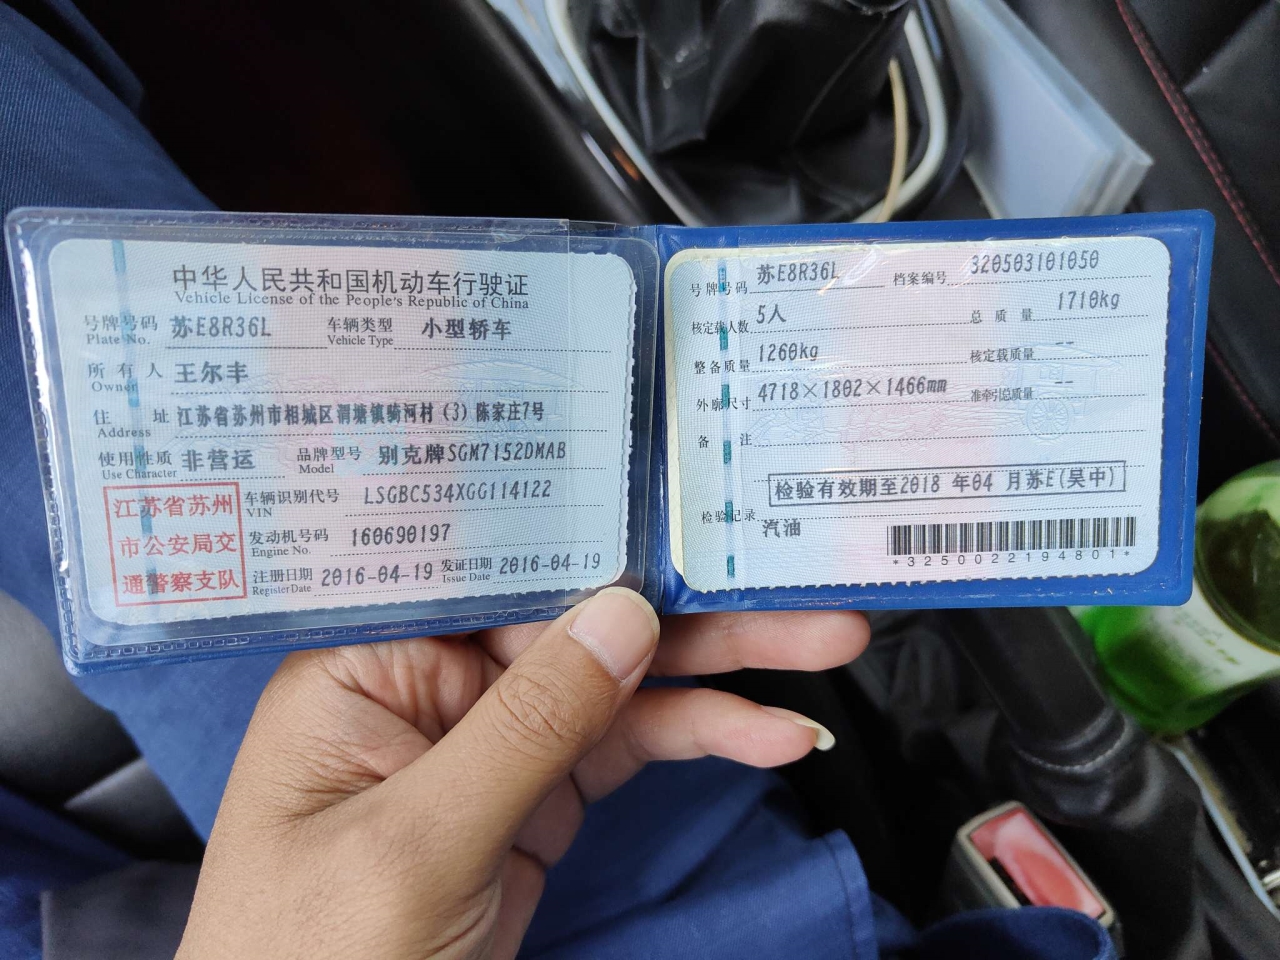 中华人民共和国机动车行驶证
Vehicle License of the People's Republic of China
号牌号码 苏E8R36L 车辆类型 小型轿车
Plate No. Vehicle Type
所有人 王尔丰
Owner
住址 江苏省苏州市相城区渭塘镇骑河村(3)陈家庄7号
Address
使用性质 非营运 品牌型号 别克牌SGM7152DMAB
Use Character Model
江苏省苏州
市公安局交
通警察支队
车辆识别代号 LSGBC534XGG114122
VIN
发动机号码 160690197
Engine No.
注册日期 2016-04-19 发证日期 2016-04-19
Register Date Issue Date
号牌号码 苏E8R36L 档案编号 320503101050
核定载人数 5人 总质量 1710kg
整备质量 1260kg 核定载质量 --
外廓尺寸 4718×1802×1466mm 准牵引总质量 --
备注
检验有效期至2018年04月苏E(吴中)
检验记录
汽油
*3250022194801*